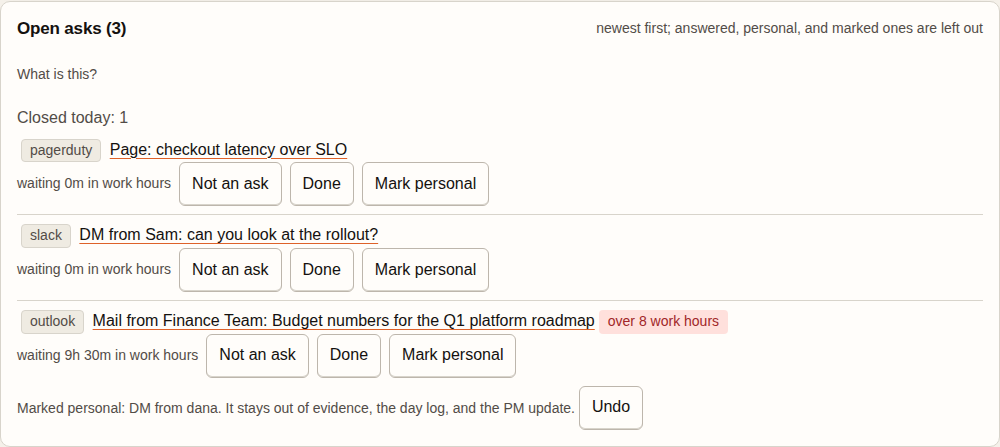 Open asks (3) newest first; answered, personal, and marked ones are left out
What is this?
Closed today: 1
pagerduty Page: checkout latency over SLO
waiting 0m in work hours Not an ask Done Mark personal
slack DM from Sam: can you look at the rollout?
waiting 0m in work hours Not an ask Done Mark personal
outlook Mail from Finance Team: Budget numbers for the Q1 platform roadmap over 8 work hours
waiting 9h 30m in work hours Not an ask Done Mark personal
Marked personal: DM from dana. It stays out of evidence, the day log, and the PM update. Undo